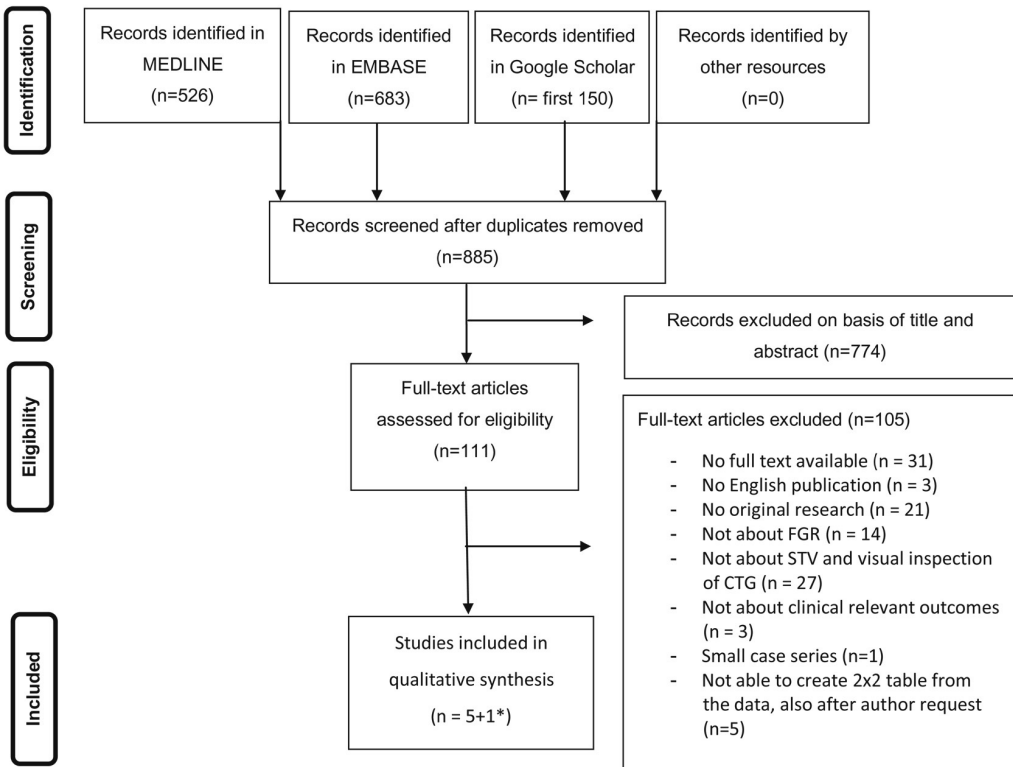 Identification
Records identified in
MEDLINE
(n=526)
Records identified
in EMBASE
(n=683)
Records identified
in Google Scholar
(n= first 150)
Records identified by
other resources
(n=0)
Screening
Records screened after duplicates removed
(n=885)
Records excluded on basis of title and
abstract (n=774)
Eligibility
Full-text articles
assessed for eligibility
(n=111)
Full-text articles excluded (n=105)
- No full text available (n = 31)
- No English publication (n = 3)
- No original research (n = 21)
- Not about FGR (n = 14)
- Not about STV and visual inspection
of CTG (n = 27)
- Not about clinical relevant outcomes
(n = 3)
- Small case series (n=1)
- Not able to create 2x2 table from
the data, also after author request
(n=5)
Included
Studies included in
qualitative synthesis
(n = 5+1*)